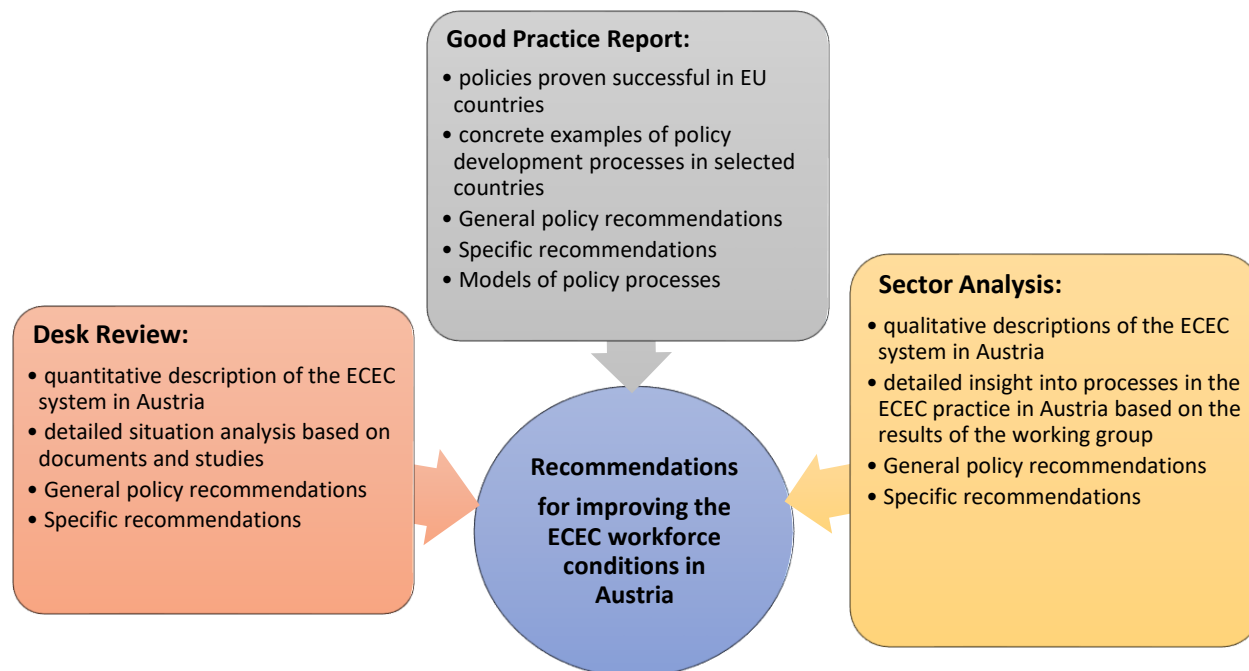 Good Practice Report:
• policies proven successful in EU
countries
• concrete examples of policy
development processes in selected
countries
• General policy recommendations
• Specific recommendations
• Models of policy processes
Desk Review:
• quantitative description of the ECEC
system in Austria
• detailed situation analysis based on
documents and studies
• General policy recommendations
• Specific recommendations
Sector Analysis:
• qualitative descriptions of the ECEC
system in Austria
• detailed insight into processes in the
ECEC practice in Austria based on the
results of the working group
• General policy recommendations
• Specific recommendations
Recommendations
for improving the
ECEC workforce
conditions in
Austria